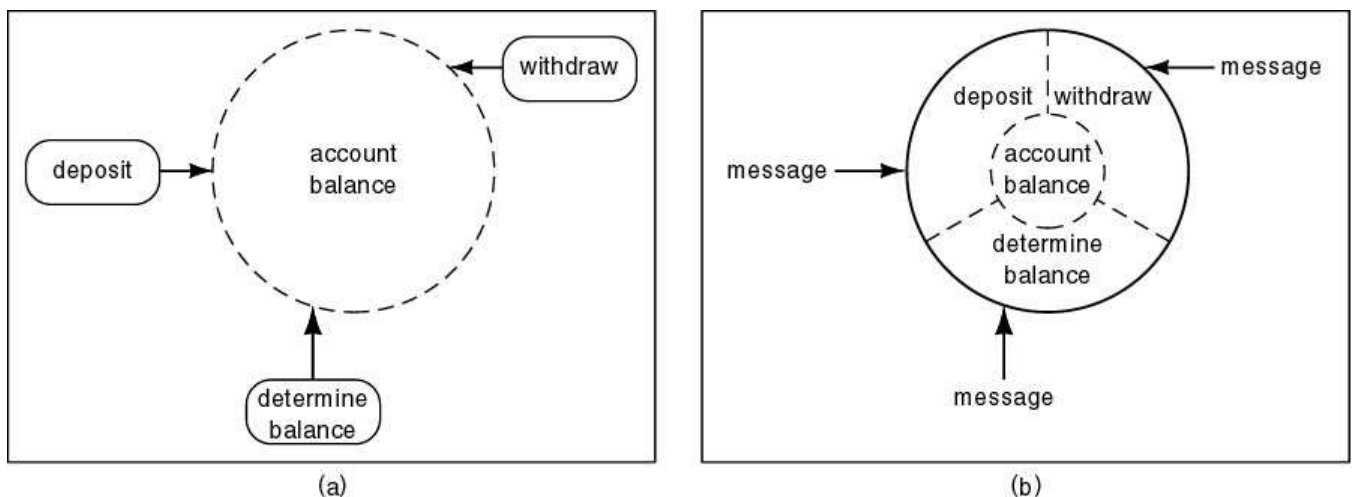 withdraw
deposit
account
balance
determine
balance
(a)
message
deposit withdraw
message
account
balance
determine
balance
message
(b)